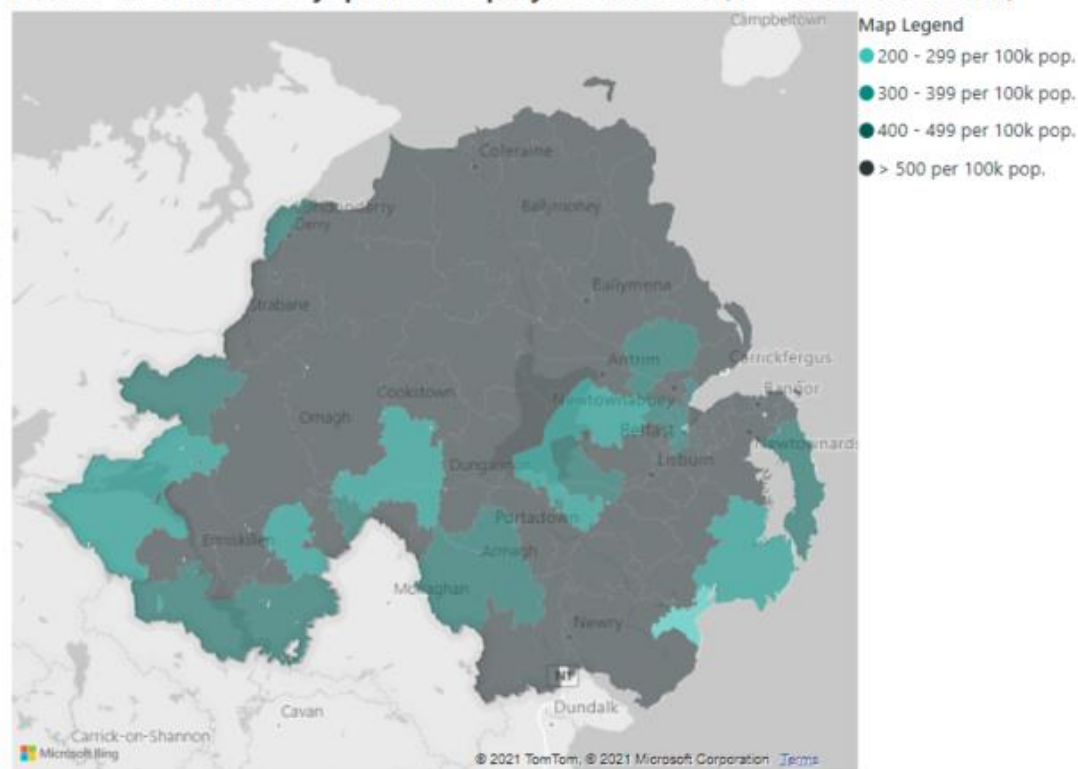 Campbeltown
Map Legend
200 - 299 per 100k pop.
300 - 399 per 100k pop.
400 - 499 per 100k pop.
> 500 per 100k pop.
Coleraine
Londonderry
Ballymoney
Derry
Ballymena
Strabane
Antrim
Carrickfergus
Bangor
Cookstown
Newtownabbey
Omagh
Belfast
Newtownards
Dungannon
Lisburn
Portadown
Enniskillen
Armagh
Monaghan
Newry
M1
Cavan
Dundalk
Carrick-on-Shannon
Microsoft Bing
© 2021 TomTom, © 2021 Microsoft Corporation Terms